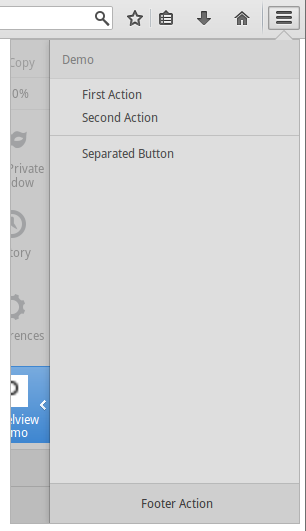 Demo
Copy
First Action
0%
Second Action
Separated Button
Private
dow
tory
rences
elview
mo
Footer Action